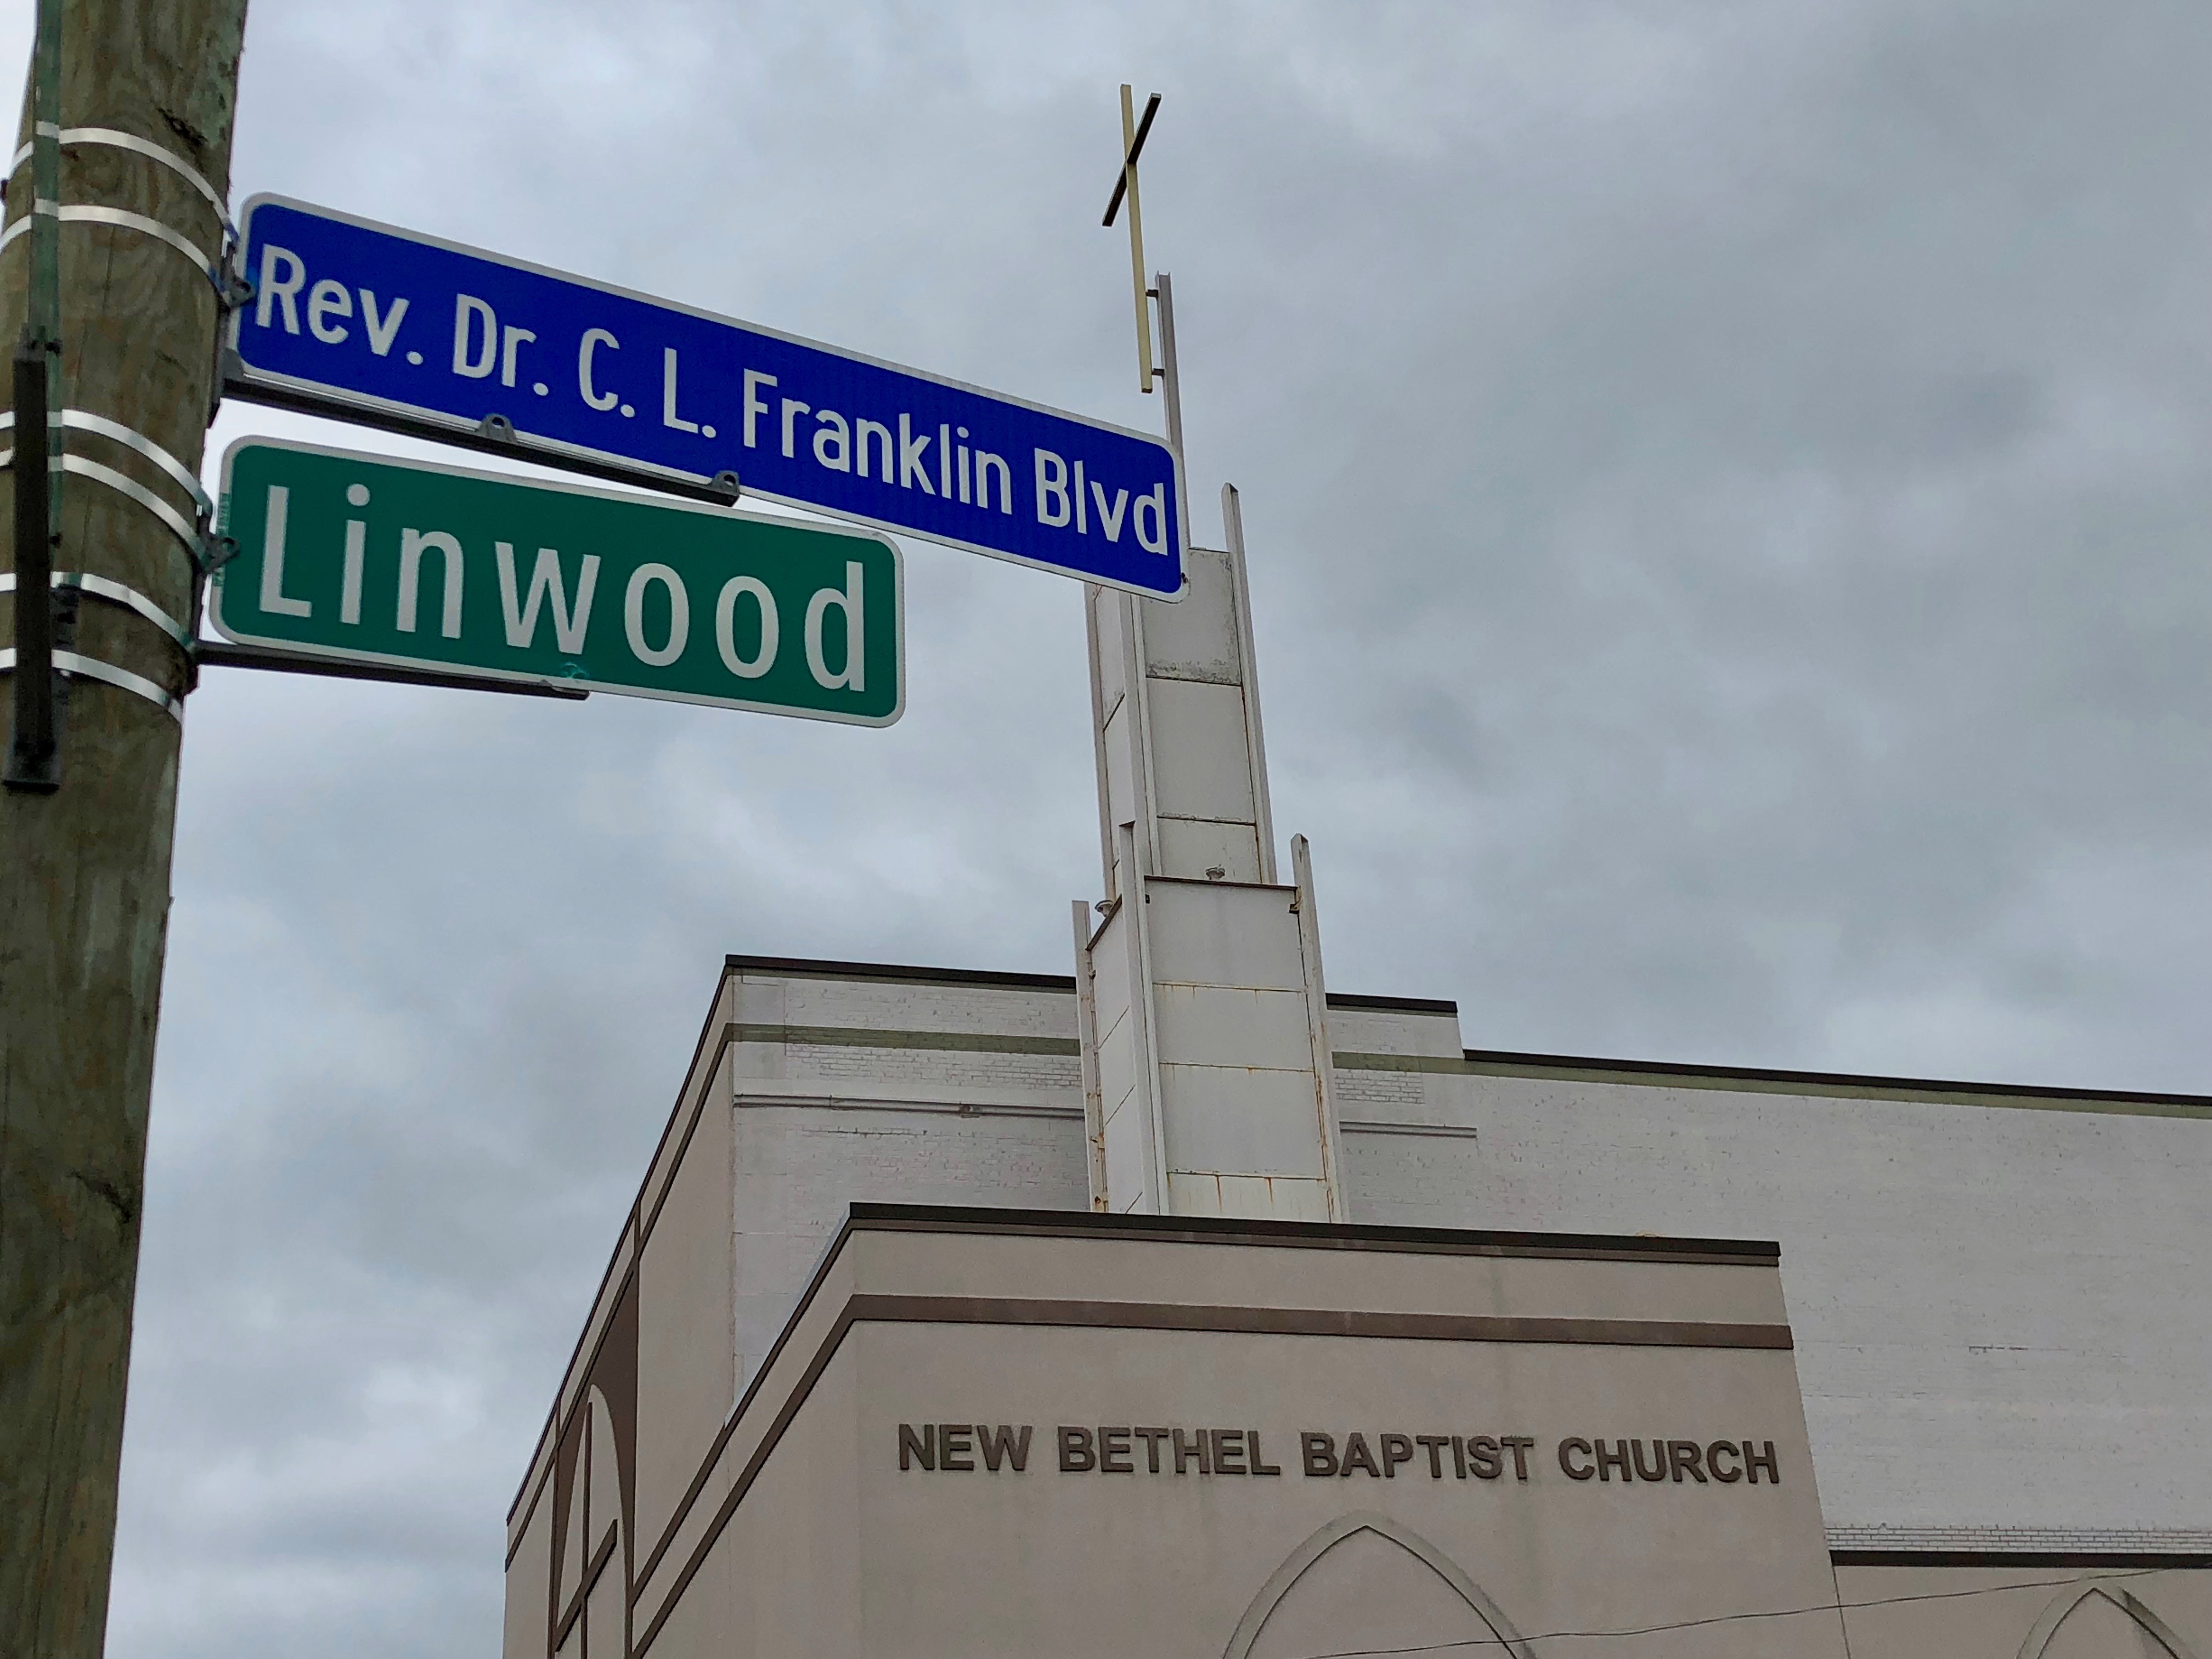 Rev. Dr. C. L. Franklin Blvd
Linwood
NEW BETHEL BAPTIST CHURCH